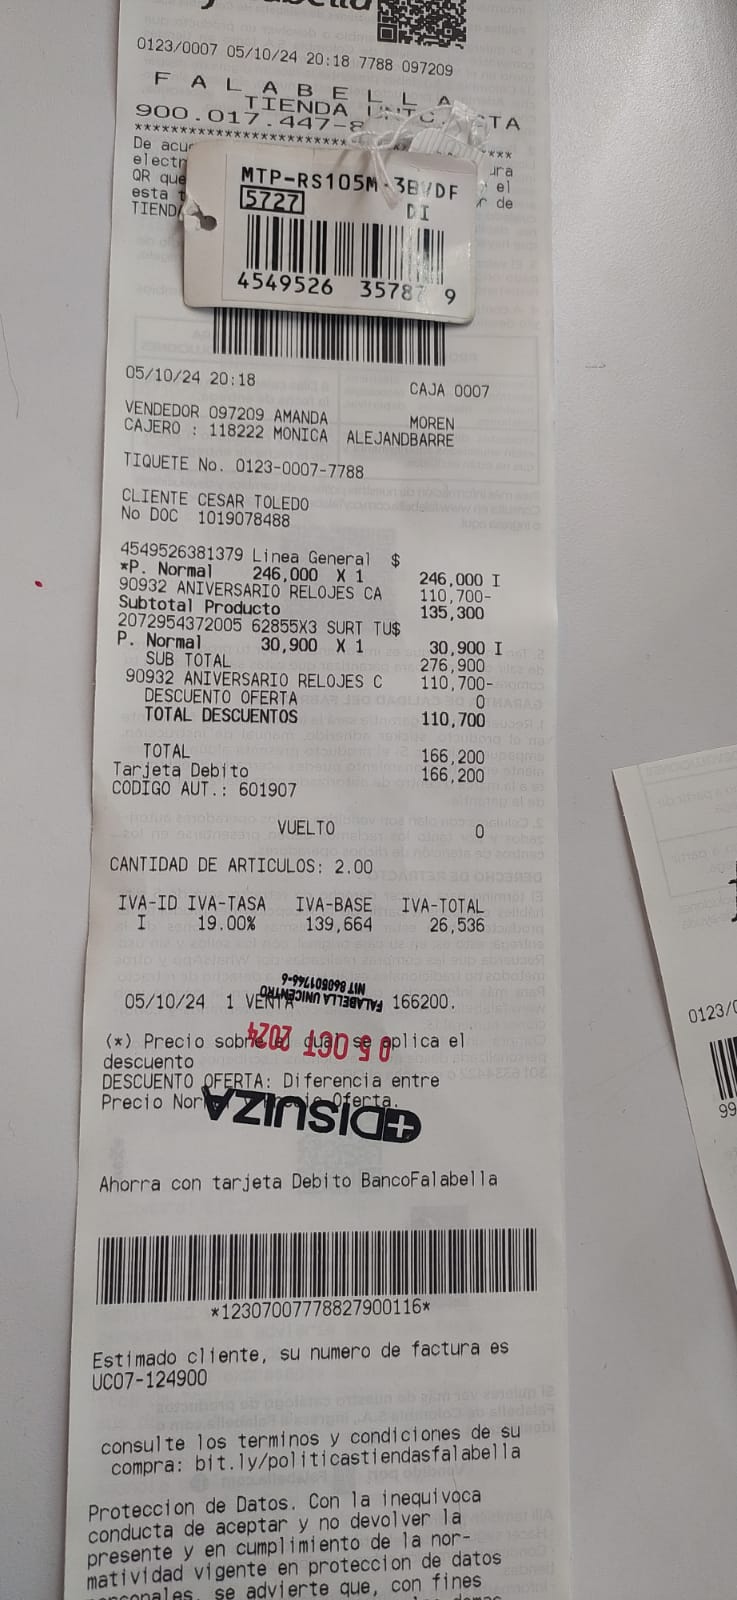 0123/0007 05/10/24 20:18 7788 097209
F A L A B E L L A
TIENDA
900.017.447-8
De
electr
QR que
esta
el
de
MTP-RS105M-3BVDF
5727 DI
4549526 35787 9
05/10/24 20:18 CAJA 0007
VENDEDOR 097209 AMANDA MOREN
CAJERO : 118222 MONICA ALEJANDBARRE
TIQUETE No. 0123-0007-7788
CLIENTE CESAR TOLEDO
No DOC 1019078488
4549526381379 Linea General $
*P. Normal 246,000 X 1 246,000 I
90932 ANIVERSARIO RELOJES CA 110,700-
Subtotal Producto 135,300
2072954372005 62855X3 SURT TU$
P. Normal 30,900 X 1 30,900 I
SUB TOTAL 276,900
90932 ANIVERSARIO RELOJES C 110,700-
DESCUENTO OFERTA 0
TOTAL DESCUENTOS 110,700
TOTAL 166,200
Tarjeta Debito 166,200
CODIGO AUT.: 601907
VUELTO 0
CANTIDAD DE ARTICULOS: 2.00
IVA-ID IVA-TASA IVA-BASE IVA-TOTAL
I 19.00% 139,664 26,536
FALABELLA UNICENTRO
05/10/24 1 VENTA 166200.
(*) Precio sobre el cual se aplica el
descuento
05 OCT 2024
DESCUENTO OFERTA: Diferencia entre
Precio Normal y Precio Oferta.
DISUIZA
Ahorra con tarjeta Debito BancoFalabella
*12307007778827900116*
Estimado cliente, su numero de factura es
UC07-124900
consulte los terminos y condiciones de su
compra: bit.ly/politicastiendasfalabella
Proteccion de Datos. Con la inequivoca
conducta de aceptar y no devolver la
presente y en cumplimiento de la nor-
matividad vigente en proteccion de datos
personales, se advierte que, con fines
0123/0
99